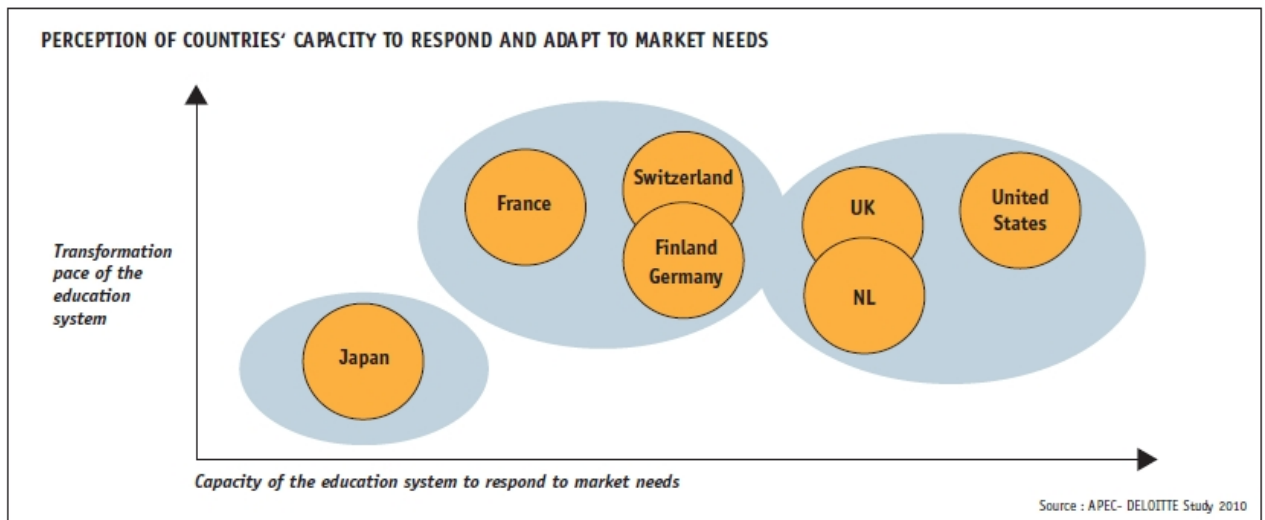 PERCEPTION OF COUNTRIES' CAPACITY TO RESPOND AND ADAPT TO MARKET NEEDS
Transformation
pace of the
education
system
France
Switzerland
Finland
Germany
UK
NL
United
States
Japan
Capacity of the education system to respond to market needs
Source : APEC- DELOITTE Study 2010